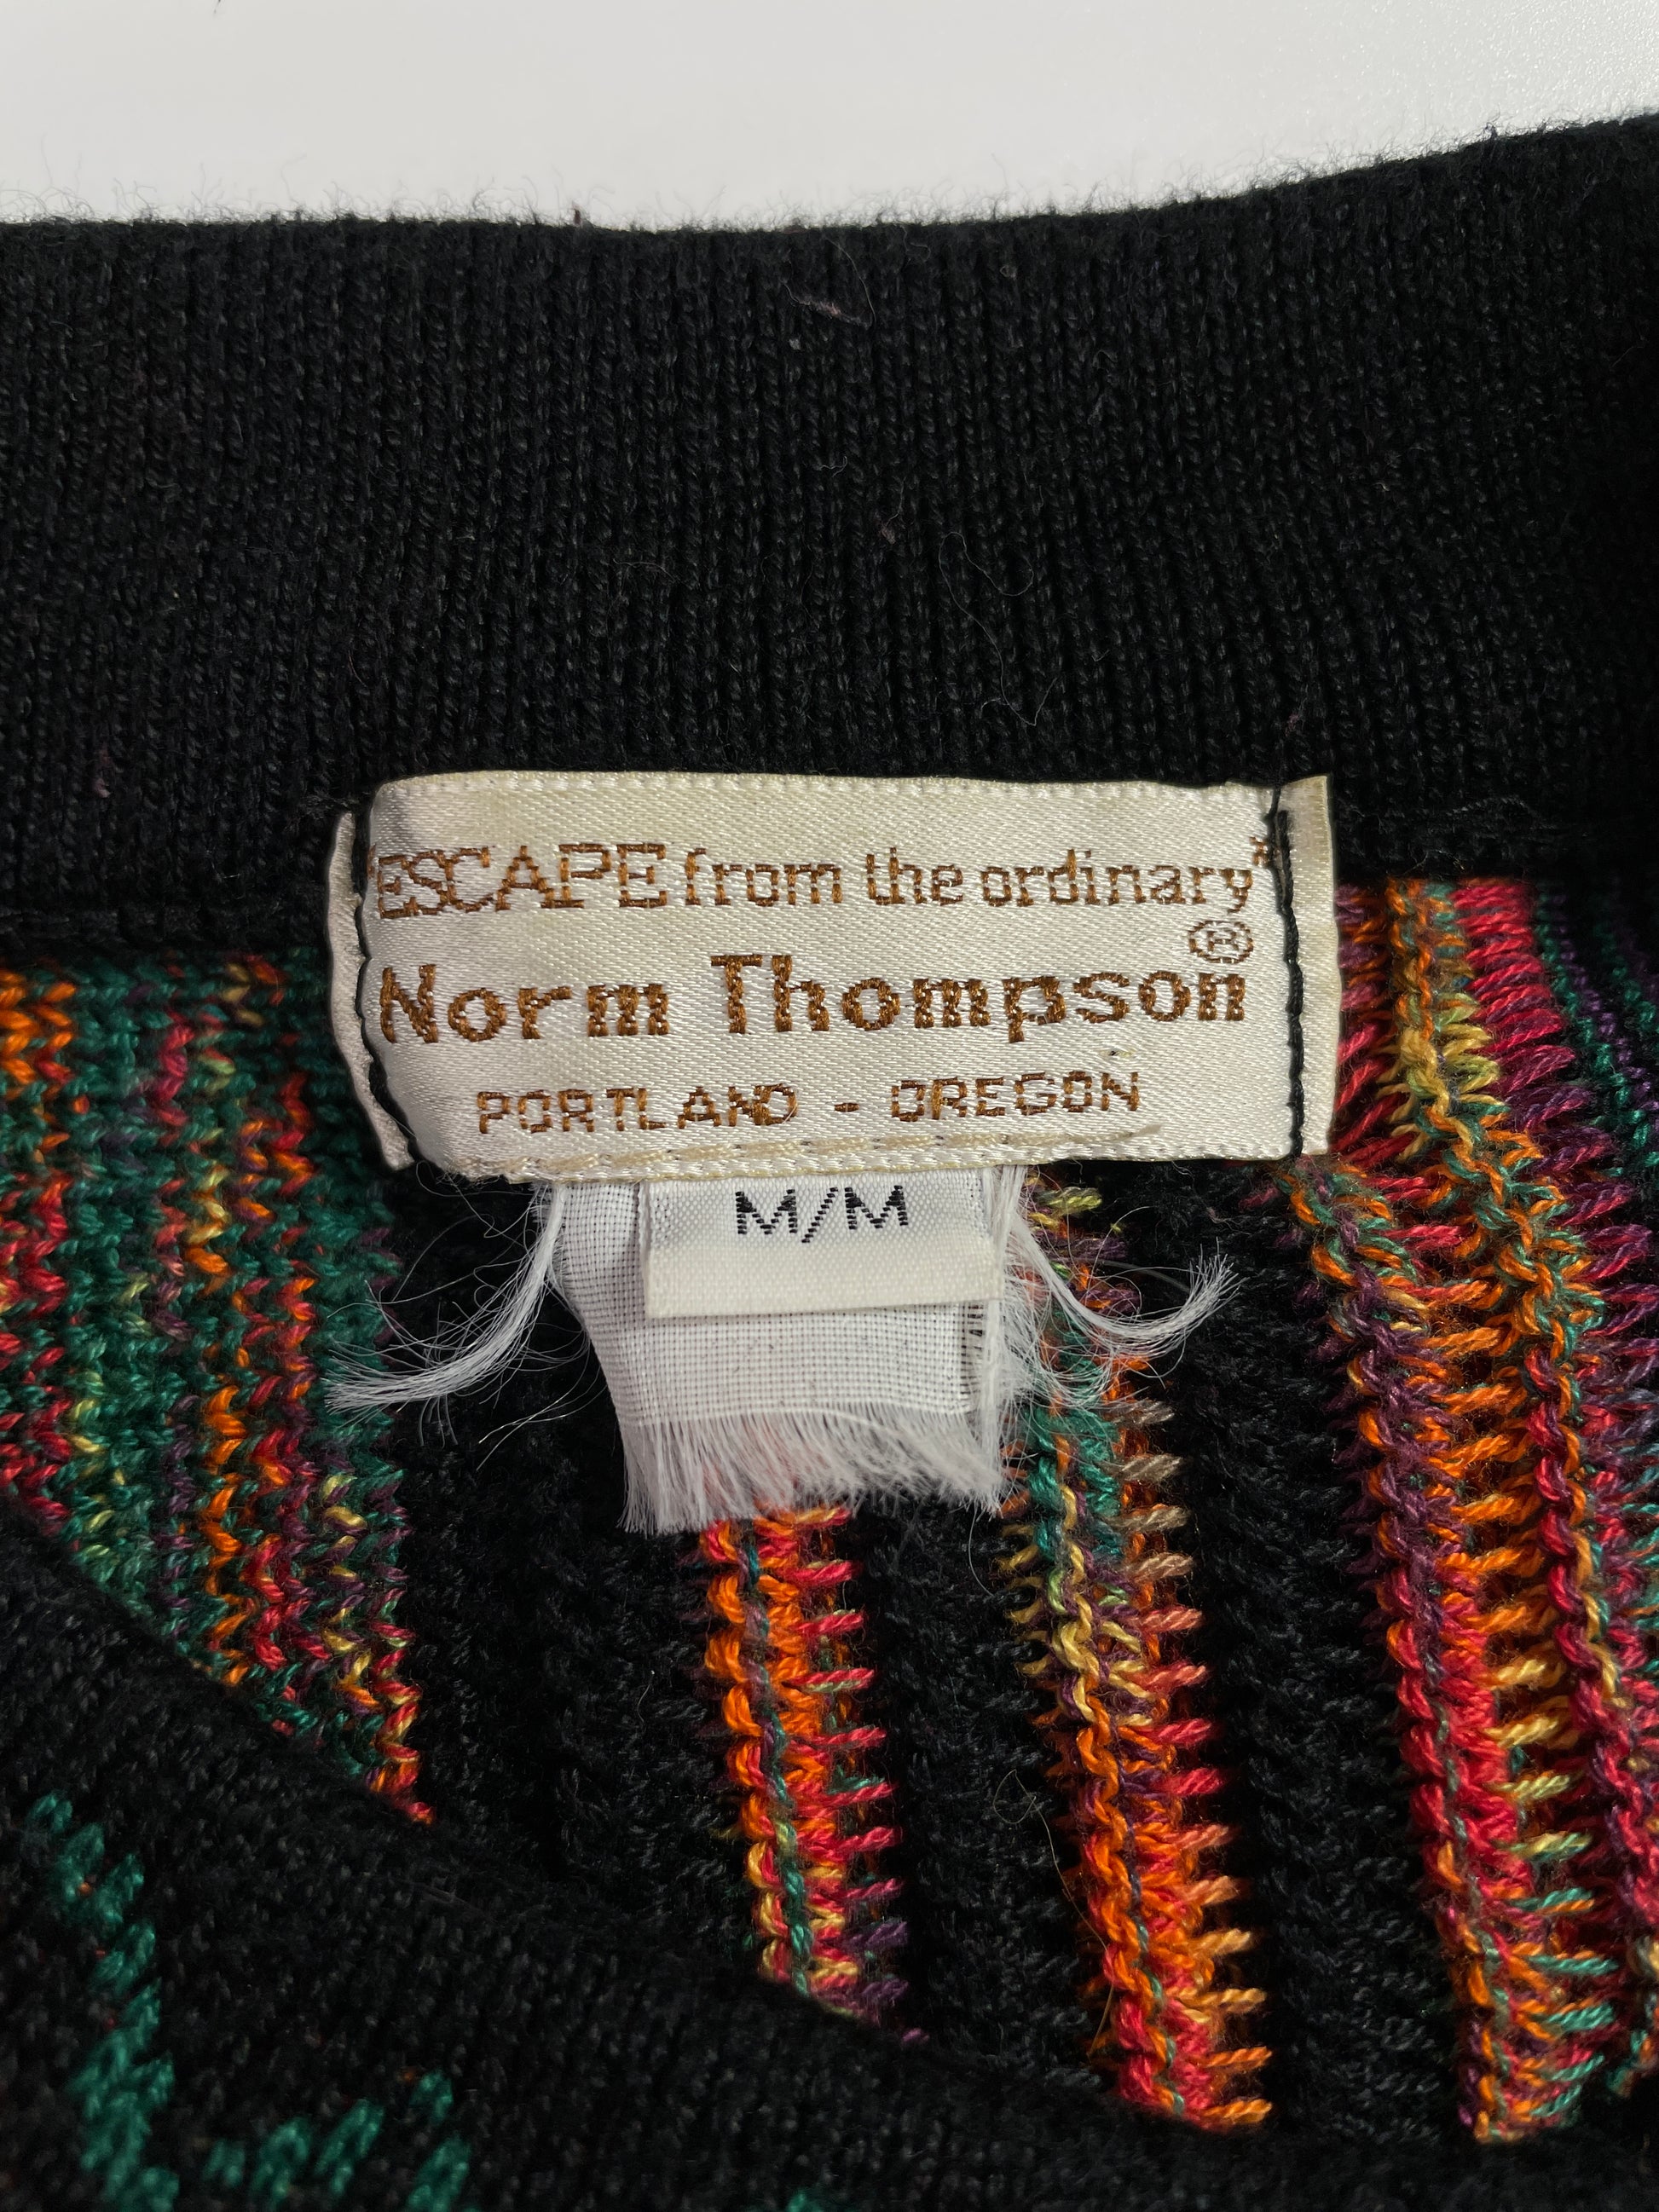 "ESCAPE from the ordinary"
®
Norm Thompson
PORTLAND - OREGON
M/M